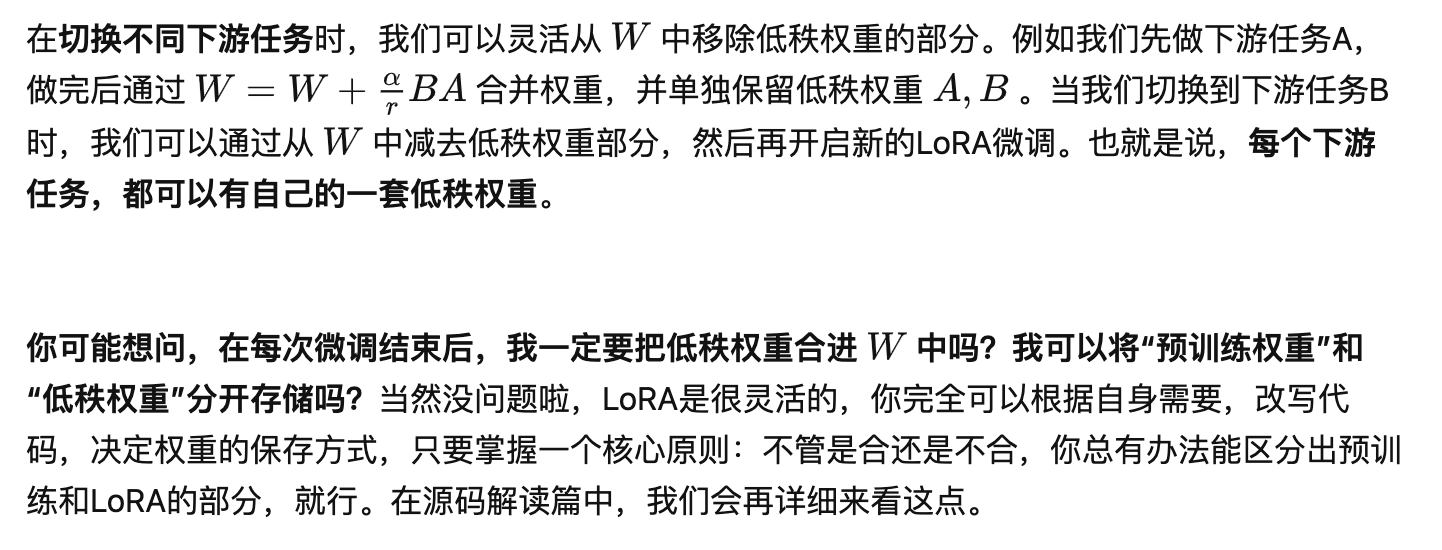 在切换不同下游任务时，我们可以灵活从 W 中移除低秩权重的部分。例如我们先做下游任务A，
做完后通过 W = W + \frac{α}{r} BA 合并权重，并单独保留低秩权重 A, B 。当我们切换到下游任务B
时，我们可以通过从 W 中减去低秩权重部分，然后再开启新的LoRA微调。也就是说，每个下游
任务，都可以有自己的一套低秩权重。
你可能想问，在每次微调结束后，我一定要把低秩权重合进 W 中吗？我可以将“预训练权重”和
“低秩权重”分开存储吗？当然没问题啦，LoRA是很灵活的，你完全可以根据自身需要，改写代
码，决定权重的保存方式，只要掌握一个核心原则：不管是合还是不合，你总有办法能区分出预训
练和LoRA的部分，就行。在源码解读篇中，我们会再详细来看这点。